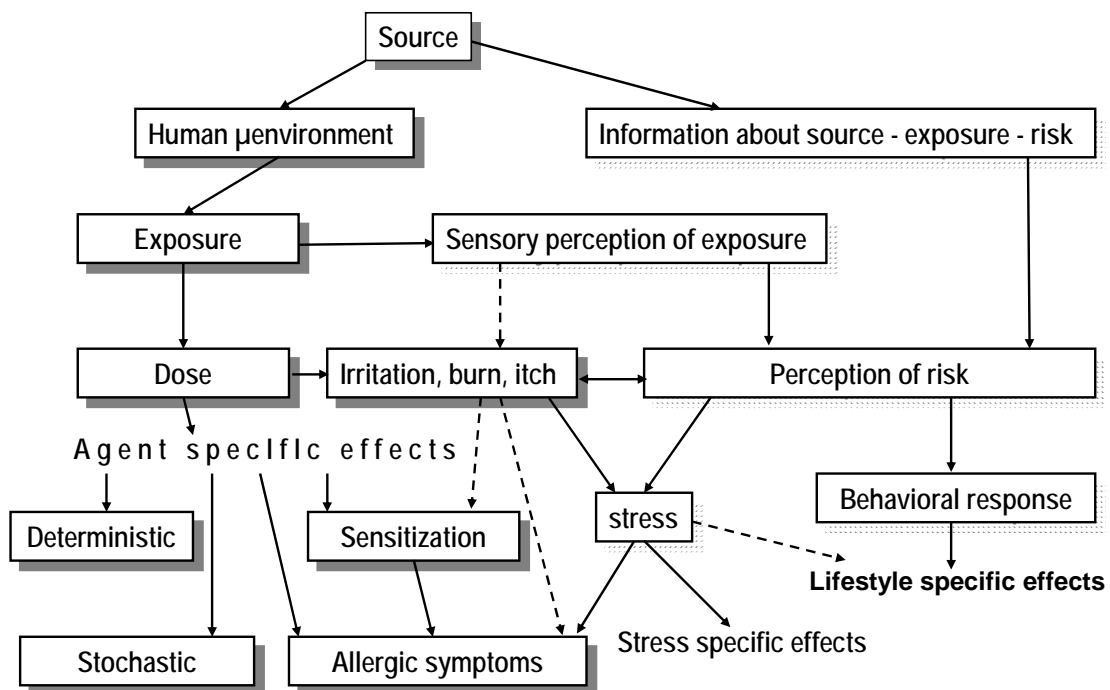 Source
Human µenvironment
Information about source - exposure - risk
Exposure
Sensory perception of exposure
Dose
Irritation, burn, itch
Perception of risk
Agent specIfIc effects
Behavioral response
Deterministic
Sensitization
stress
Lifestyle specific effects
Stress specific effects
Stochastic
Allergic symptoms